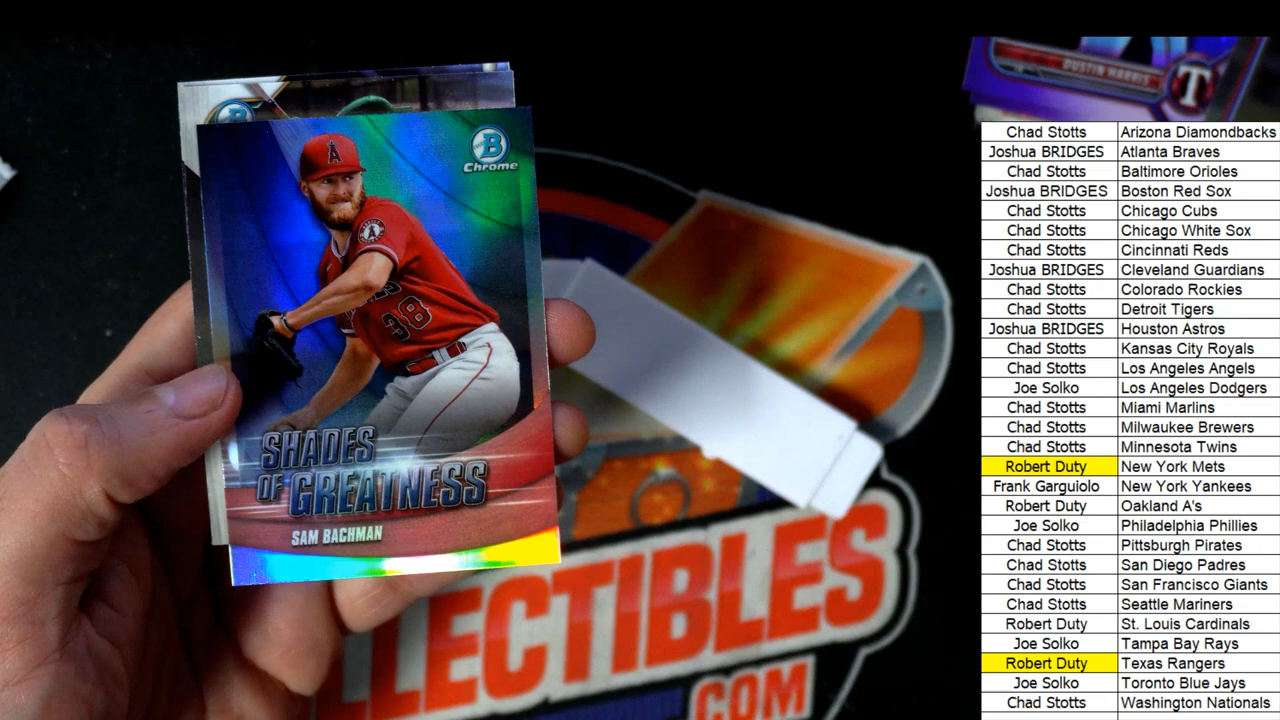 B
Chrome
A
38
SHADES
OF GREATNESS
SAM BACHMAN
DUSTIN HARRIS
T
LECTIBLES
.COM
Chad Stotts Arizona Diamondbacks
Joshua BRIDGES Atlanta Braves
Chad Stotts Baltimore Orioles
Joshua BRIDGES Boston Red Sox
Chad Stotts Chicago Cubs
Chad Stotts Chicago White Sox
Chad Stotts Cincinnati Reds
Joshua BRIDGES Cleveland Guardians
Chad Stotts Colorado Rockies
Chad Stotts Detroit Tigers
Joshua BRIDGES Houston Astros
Chad Stotts Kansas City Royals
Chad Stotts Los Angeles Angels
Joe Solko Los Angeles Dodgers
Chad Stotts Miami Marlins
Chad Stotts Milwaukee Brewers
Chad Stotts Minnesota Twins
Robert Duty New York Mets
Frank Garguiolo New York Yankees
Robert Duty Oakland A's
Joe Solko Philadelphia Phillies
Chad Stotts Pittsburgh Pirates
Chad Stotts San Diego Padres
Chad Stotts San Francisco Giants
Chad Stotts Seattle Mariners
Robert Duty St. Louis Cardinals
Joe Solko Tampa Bay Rays
Robert Duty Texas Rangers
Joe Solko Toronto Blue Jays
Chad Stotts Washington Nationals